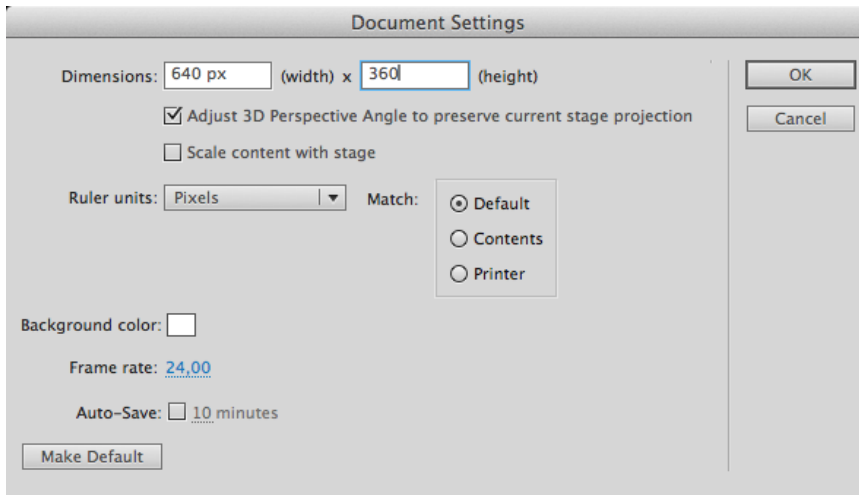 Document Settings
Dimensions: 640 px (width) x 360 (height) OK
Adjust 3D Perspective Angle to preserve current stage projection Cancel
Scale content with stage
Ruler units: Pixels Match: Default
Contents
Printer
Background color:
Frame rate: 24,00
Auto-Save: 10 minutes
Make Default